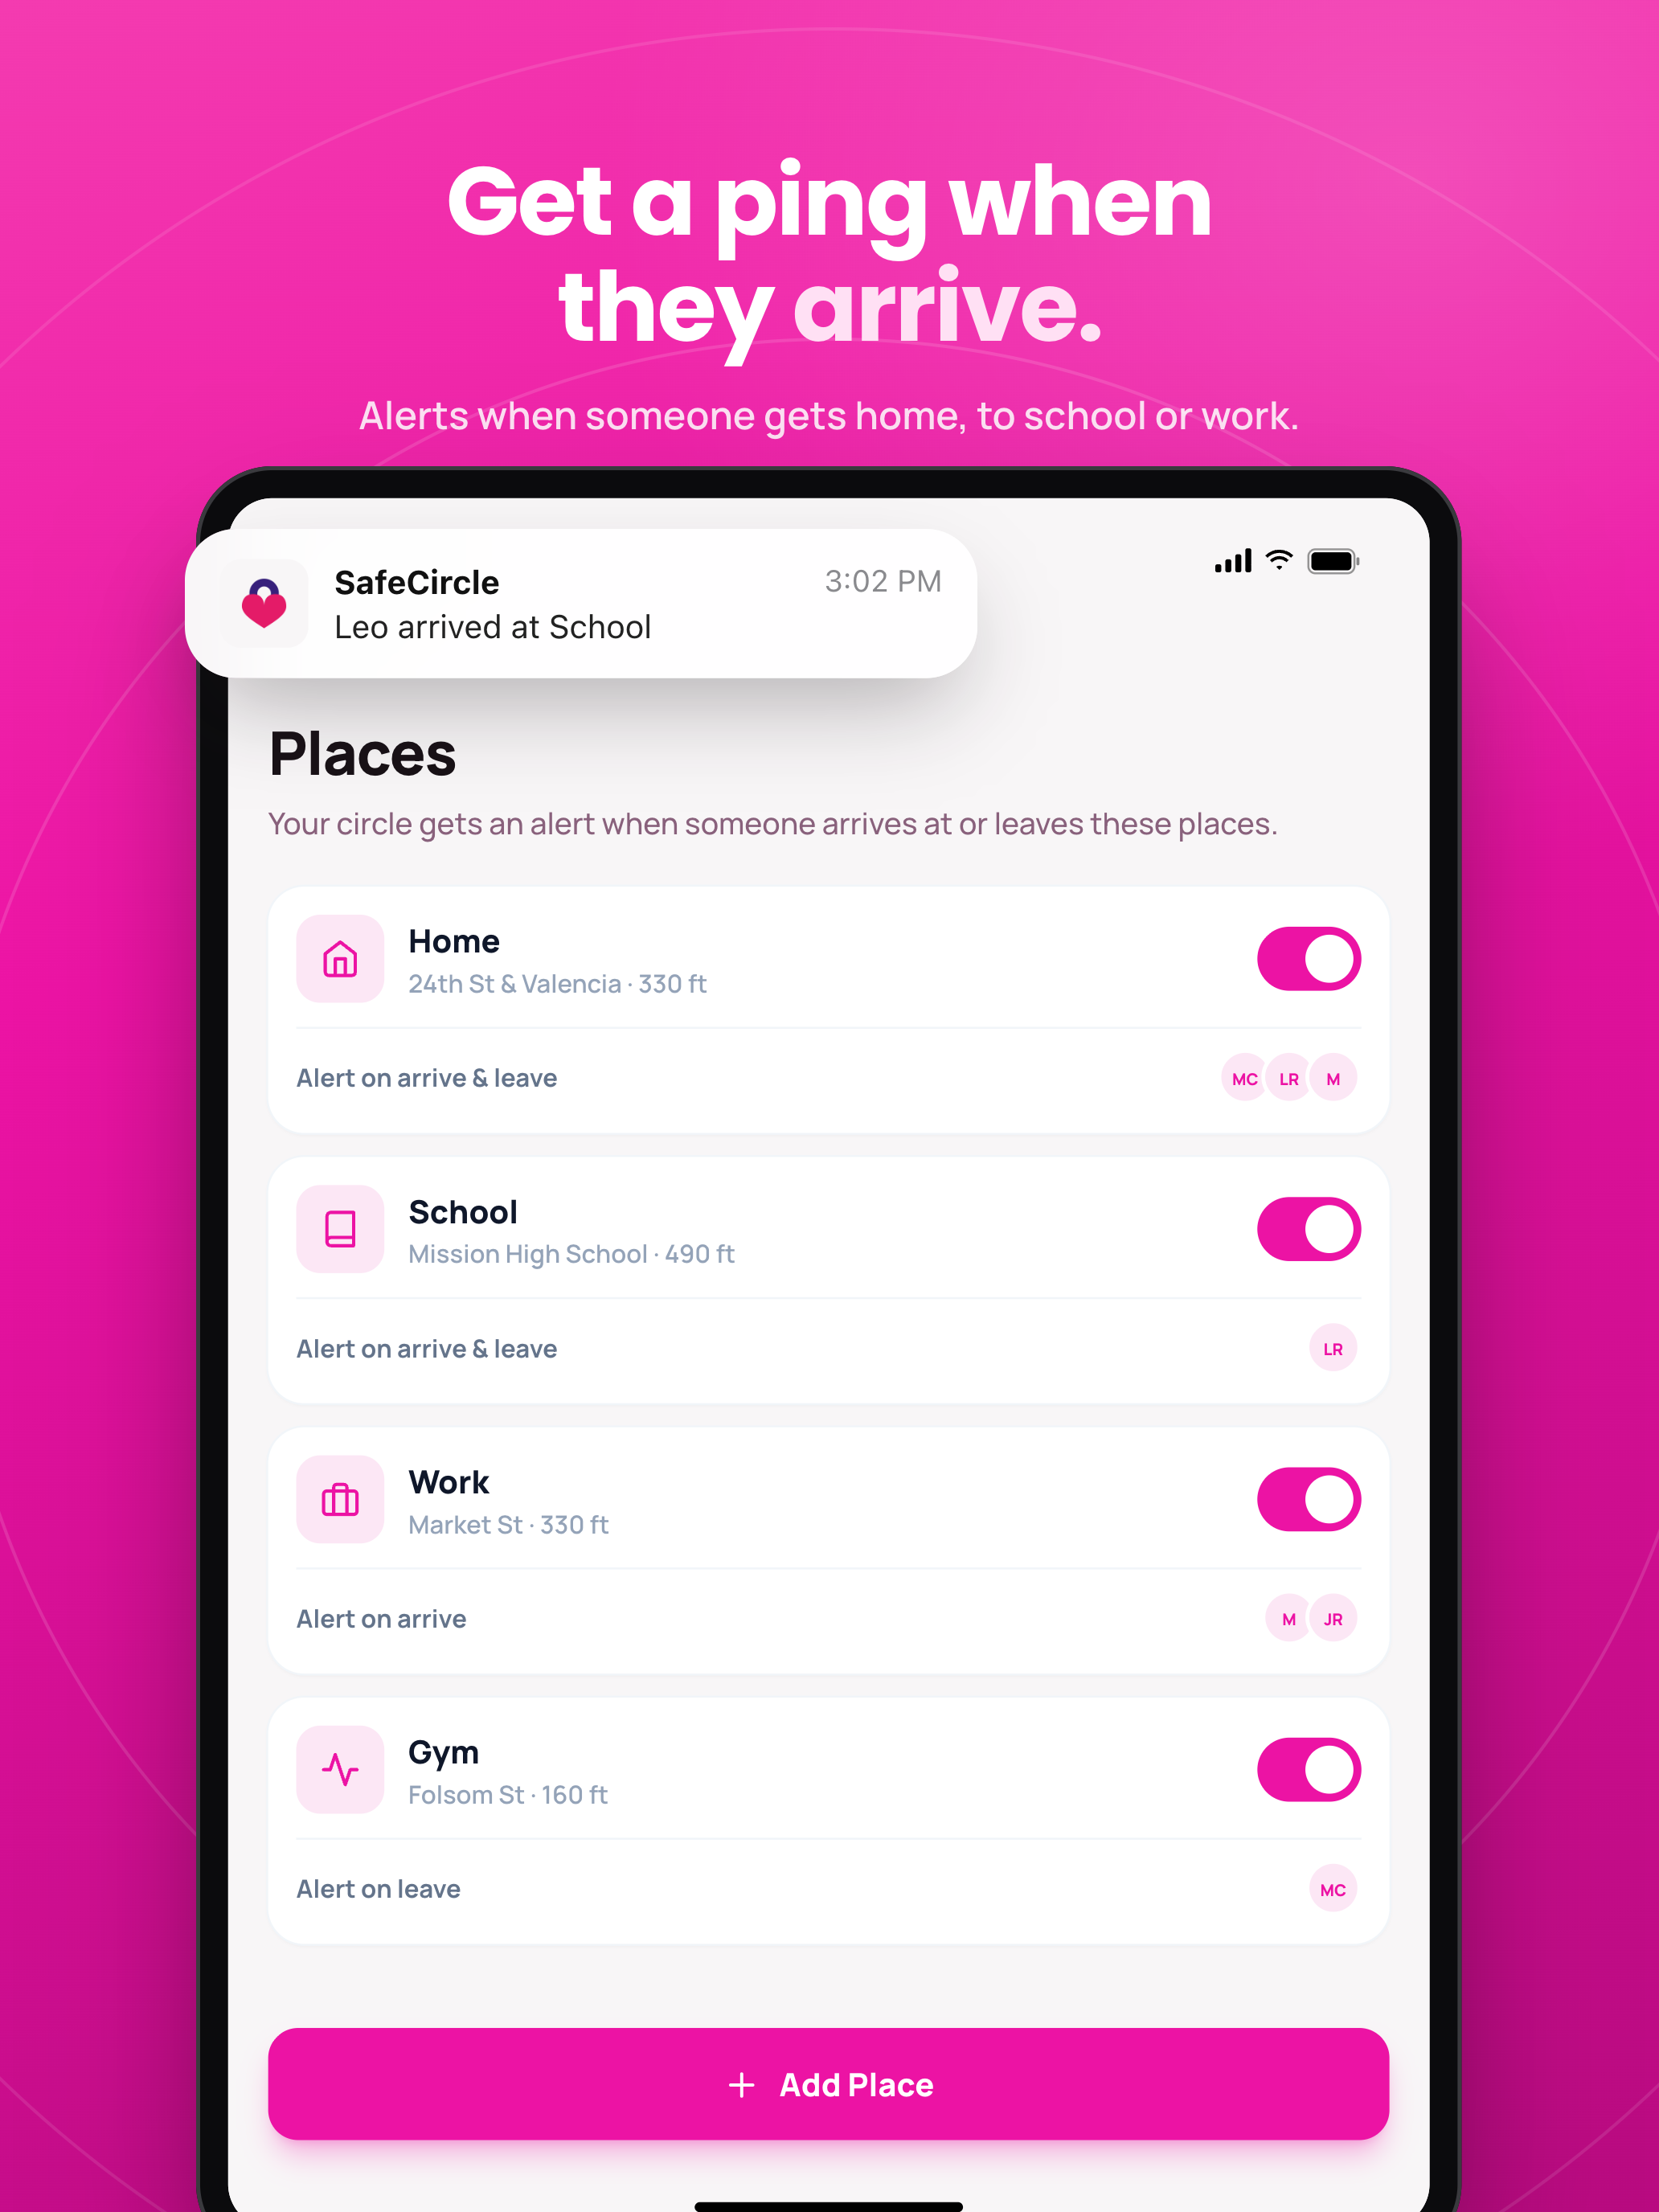 Get a ping when
they arrive.
Alerts when someone gets home, to school or work.
SafeCircle
3:02 PM
Leo arrived at School
Places
Your circle gets an alert when someone arrives at or leaves these places.
Home
24th St & Valencia · 330 ft
Alert on arrive & leave
MC LR M
School
Mission High School · 490 ft
Alert on arrive & leave
LR
Work
Market St · 330 ft
Alert on arrive
M JR
Gym
Folsom St · 160 ft
Alert on leave
MC
+ Add Place